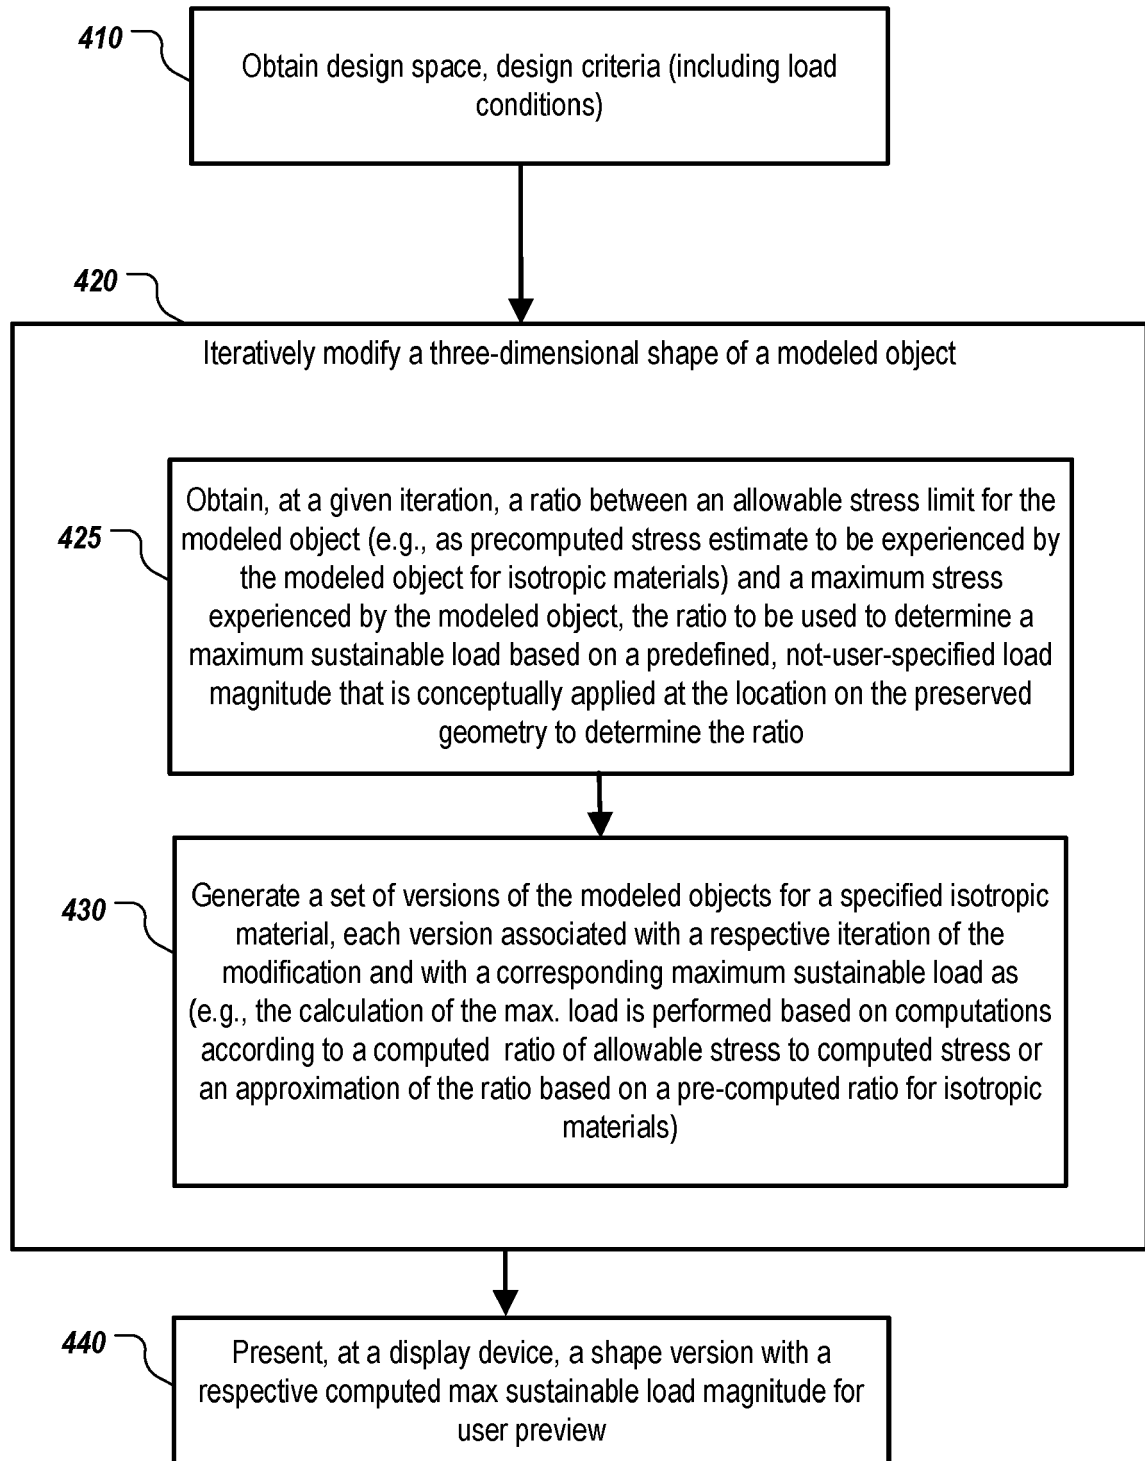 410
Obtain design space, design criteria (including load
conditions)
420
Iteratively modify a three-dimensional shape of a modeled object
425
Obtain, at a given iteration, a ratio between an allowable stress limit for the
modeled object (e.g., as precomputed stress estimate to be experienced by
the modeled object for isotropic materials) and a maximum stress
experienced by the modeled object, the ratio to be used to determine a
maximum sustainable load based on a predefined, not-user-specified load
magnitude that is conceptually applied at the location on the preserved
geometry to determine the ratio
430
Generate a set of versions of the modeled objects for a specified isotropic
material, each version associated with a respective iteration of the
modification and with a corresponding maximum sustainable load as
(e.g., the calculation of the max. load is performed based on computations
according to a computed ratio of allowable stress to computed stress or
an approximation of the ratio based on a pre-computed ratio for isotropic
materials)
440
Present, at a display device, a shape version with a
respective computed max sustainable load magnitude for
user preview